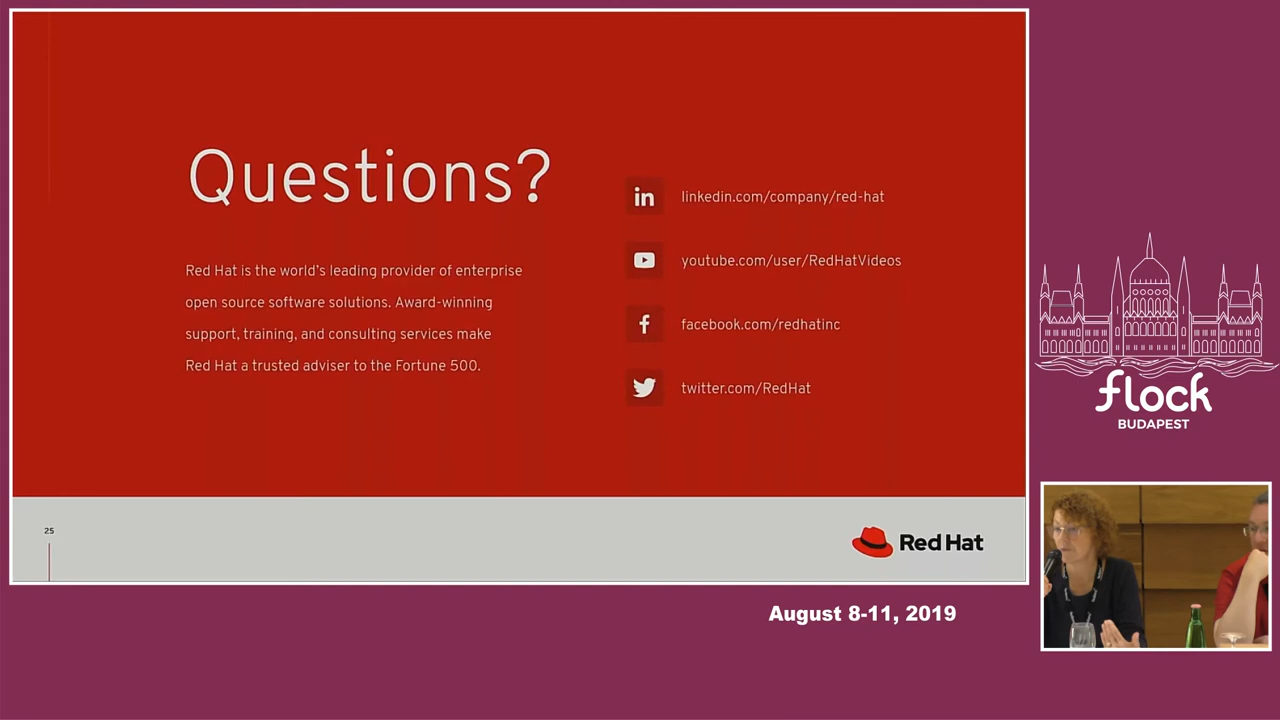 Questions?
Red Hat is the world's leading provider of enterprise
open source software solutions. Award-winning
support, training, and consulting services make
Red Hat a trusted adviser to the Fortune 500.
linkedin.com/company/red-hat
youtube.com/user/RedHatVideos
facebook.com/redhatinc
twitter.com/RedHat
25
Red Hat
flock
BUDAPEST
August 8-11, 2019